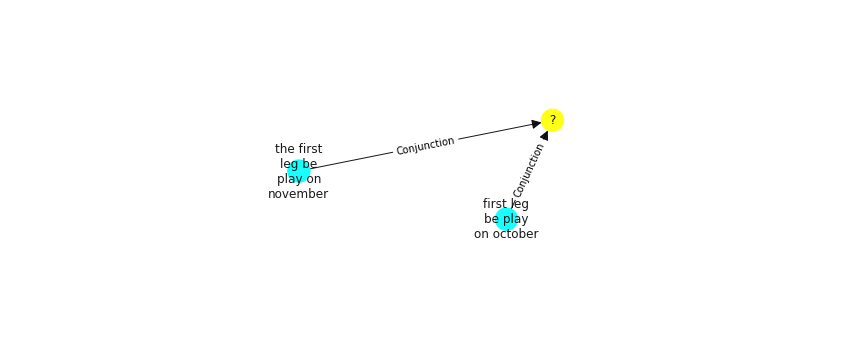 ?
Conjunction
the first
leg be
play on
november
Conjunction
first leg
be play
on october